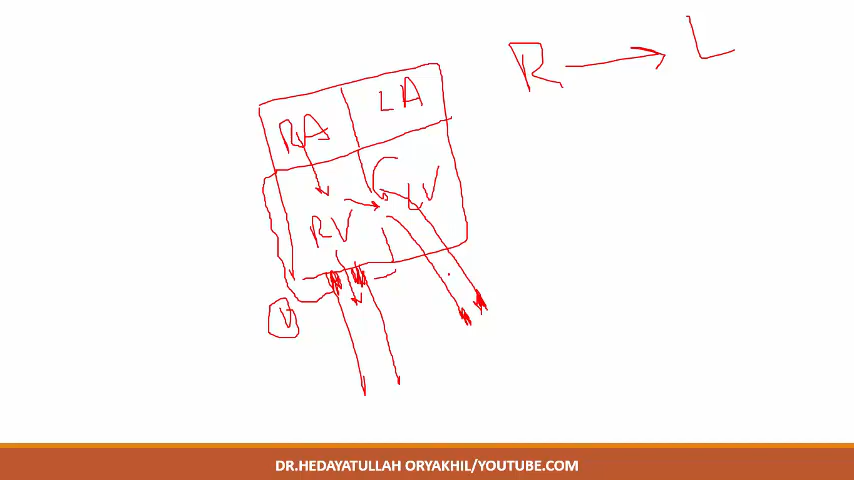 R → L
RA LA
RV LV
V
DR.HEDAYATULLAH ORYAKHIL/YOUTUBE.COM